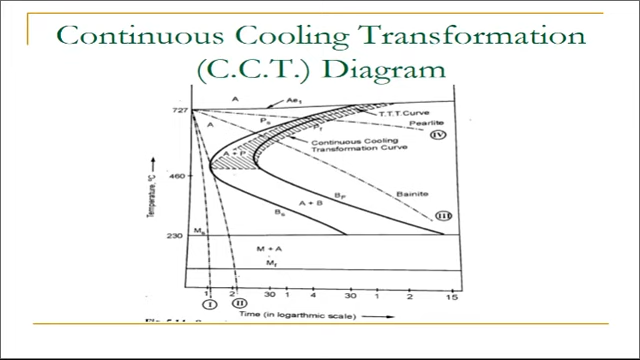 Continuous Cooling Transformation
(C.C.T.) Diagram
A
Ae₁
727
T.T.T. Curve
A
Ps
Pf
Pearlite
IV
Continuous Cooling
Transformation Curve
A + P
460
Temperature, °C
Bainite
Bf
A + B
Bs
III
Ms
230
M + A
Mf
1 2 30 1 4 30 1 2 15
I II
Time (in logarithmic scale)